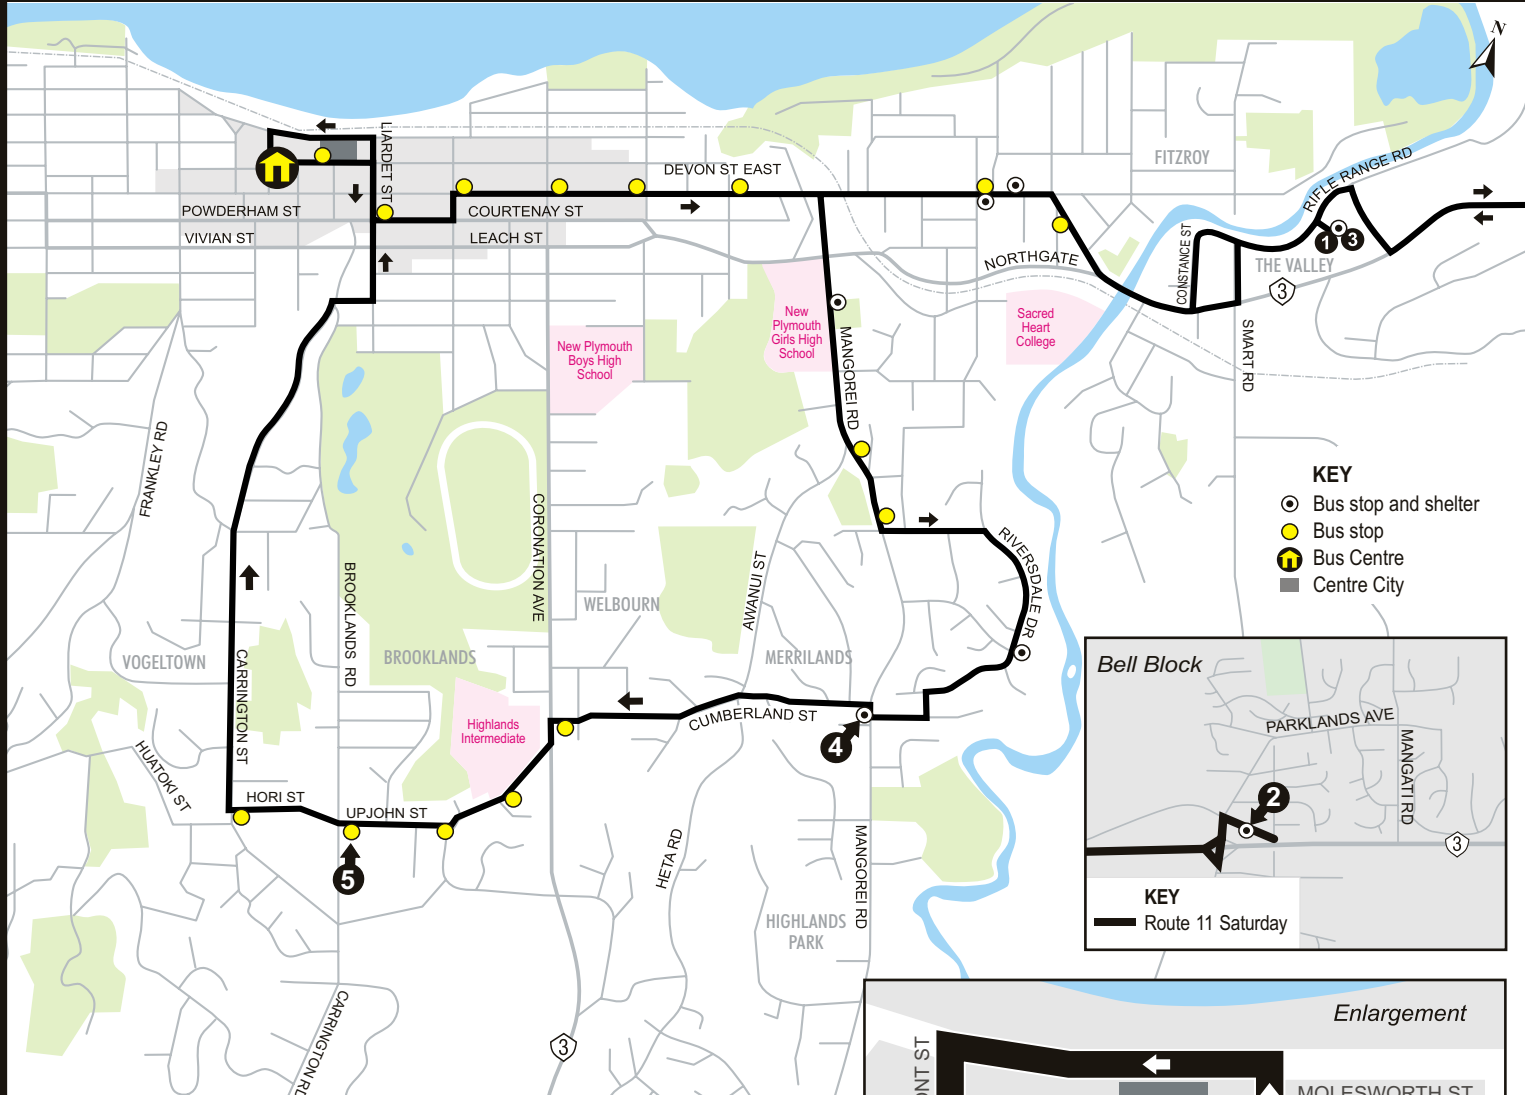 N
LIARDET ST
DEVON ST EAST
FITZROY
RIFLE RANGE RD
POWDERHAM ST
COURTENAY ST
VIVIAN ST
LEACH ST
NORTHGATE
CONSTANCE ST
1
3
THE VALLEY
3
New
Plymouth
Girls High
School
Sacred
Heart
College
New Plymouth
Boys High
School
MANGOREI RD
SMART RD
FRANKLEY RD
CORONATION AVE
KEY
Bus stop and shelter
Bus stop
Bus Centre
Centre City
RIVERSDALE DR
AWANUI ST
BROOKLANDS RD
WELBOURN
VOGELTOWN
BROOKLANDS
MERRILANDS
CARRINGTON ST
HUATOKI ST
Highlands
Intermediate
CUMBERLAND ST
4
HORI ST
UPJOHN ST
5
HETA RD
MANGOREI RD
HIGHLANDS
PARK
CARRINGTON RD
3
Bell Block
PARKLANDS AVE
MANGATI RD
2
3
KEY
Route 11 Saturday
Enlargement
MOLESWORTH ST